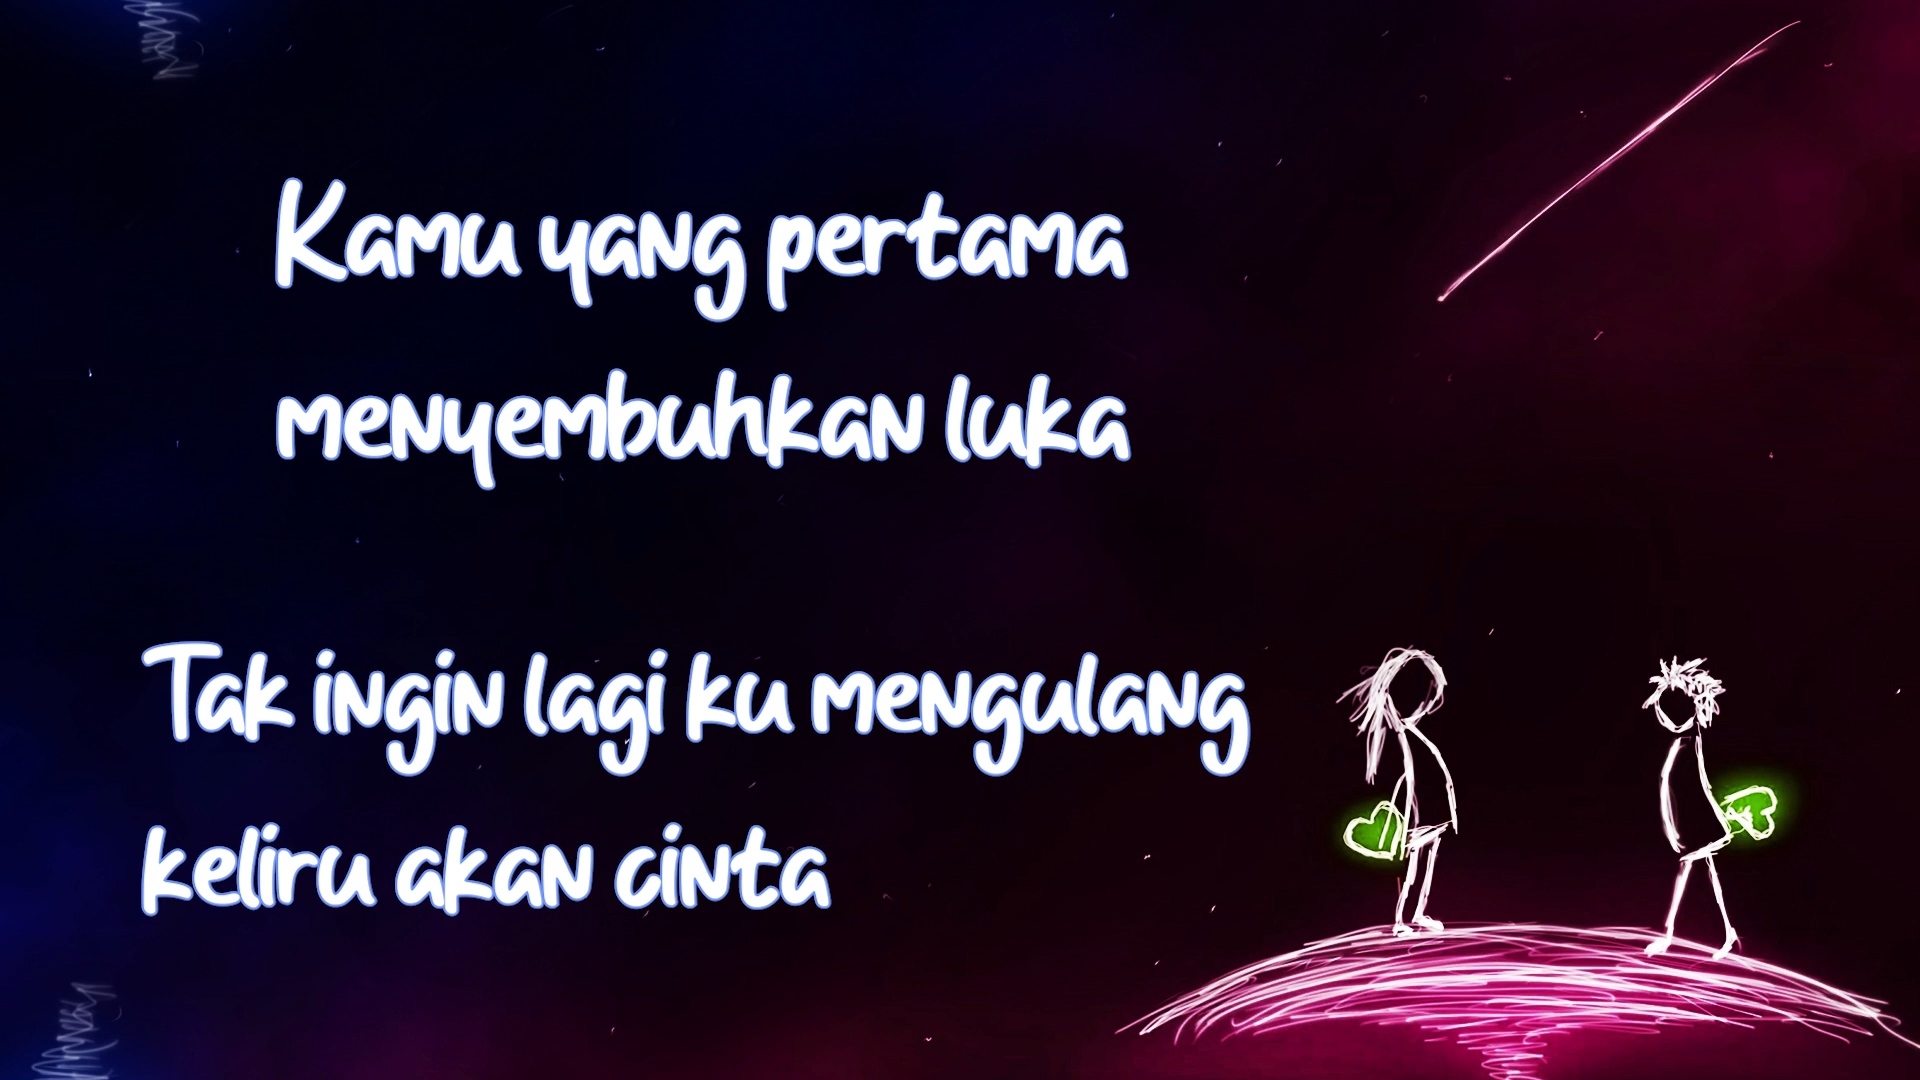 Kamu yang pertama
menyembuhkan luka
Tak ingin lagi ku mengulang
keliru akan cinta